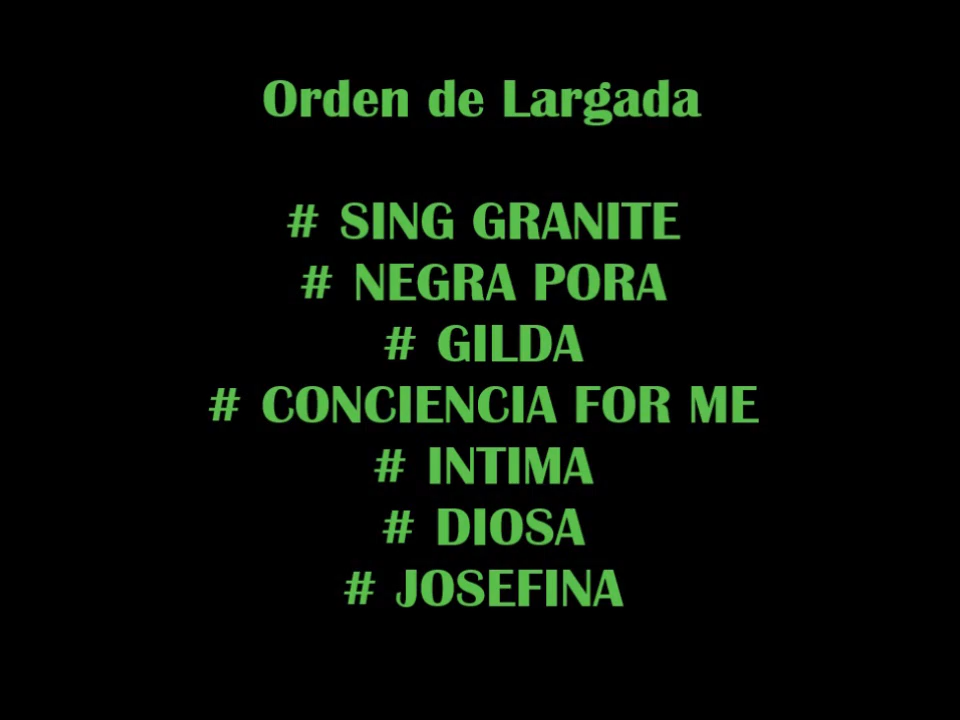 Orden de Largada
# SING GRANITE
# NEGRA PORA
# GILDA
# CONCIENCIA FOR ME
# INTIMA
# DIOSA
# JOSEFINA